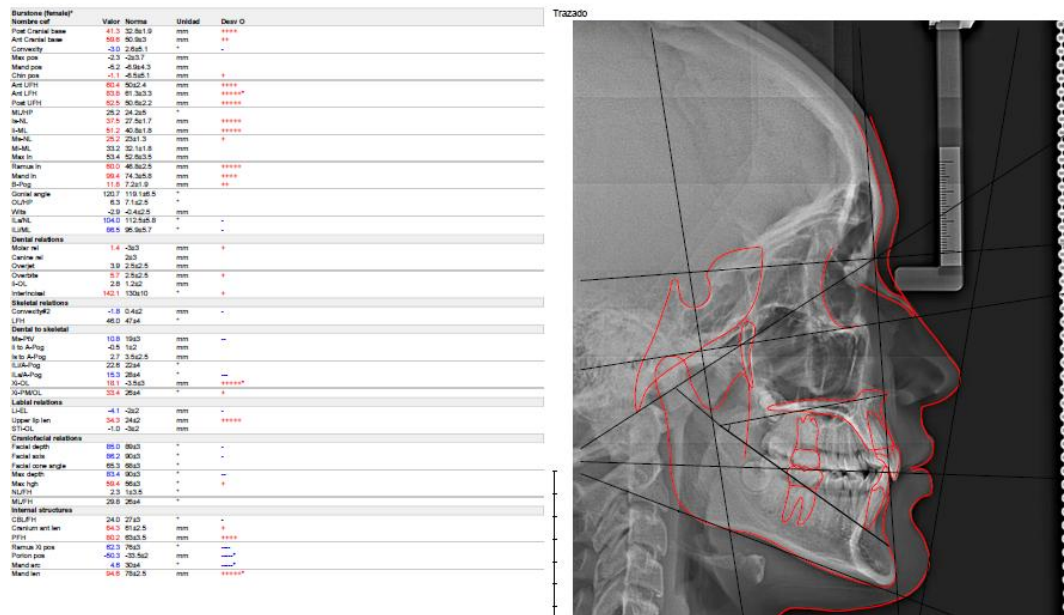 Burstone (female)*
Nombre cef Valor Norma Unidad Desv O
Post Cranial base 41.3 32.8±1.9 mm ++++
Ant Cranial base 59.6 50.9±3 mm ++
Convexity -3.0 2.6±5.1 ° -
Max pos -2.3 -2±3.7 mm
Mand pos -5.2 -6.9±4.3 mm
Chin pos -1.1 -6.5±5.1 mm +
Ant UFH 60.4 50±2.4 mm ++++
Ant LFH 83.8 61.3±3.3 mm +++++*
Post UFH 62.5 50.6±2.2 mm +++++
ML/HP 25.2 24.2±5 °
Is-NL 37.5 27.5±1.7 mm +++++
Ii-ML 51.2 40.8±1.8 mm +++++
Ms-NL 25.2 23±1.3 mm +
Mi-ML 33.2 32.1±1.8 mm
Max ln 53.4 52.6±3.5 mm
Ramus ln 60.0 46.8±2.5 mm +++++
Mand ln 99.4 74.3±5.8 mm ++++
B-Pog 11.8 7.2±1.9 mm ++
Gonial angle 120.7 119.1±6.5 °
OL/HP 6.3 7.1±2.5 °
Wits -2.9 -0.4±2.5 mm
ILs/NL 104.0 112.5±5.8 ° -
ILi/ML 86.5 95.9±5.7 ° -
Dental relations
Molar rel 1.4 -3±3 mm +
Canine rel 2±3 mm
Overjet 3.9 2.5±2.5 mm
Overbite 5.7 2.5±2.5 mm +
Ii-OL 2.8 1.2±2 mm
Interincisal 142.1 130±10 ° +
Skeletal relations
Convexity#2 -1.8 0.4±2 mm -
LFH 46.0 47±4 °
Dental to skeletal
Ms-PtV 10.8 19±3 mm --
Ii to A-Pog -0.5 1±2 mm
Is to A-Pog 2.7 3.5±2.5 mm
ILi/A-Pog 22.6 22±4 °
ILs/A-Pog 15.3 28±4 ° ---
Xi-OL 18.1 -3.5±3 mm +++++*
Xi-PM/OL 33.4 26±4 ° +
Labial relations
Li-EL -4.1 -2±2 mm -
Upper lip len 34.3 24±2 mm +++++
STi-OL -1.0 -3±2 mm
Craniofacial relations
Facial depth 85.0 89±3 ° -
Facial axis 86.2 90±3 ° -
Facial cone angle 65.3 68±3 °
Max depth 83.4 90±3 ° --
Max hgh 59.4 56±3 ° +
NL/FH 2.3 1±3.5 °
ML/FH 29.8 26±4 °
Internal structures
CBL/FH 24.0 27±3 ° -
Cranium ant len 64.3 61±2.5 mm +
PFH 80.2 63±3.5 mm ++++
Ramus Xi pos 62.3 76±3 ° ----
Porion pos -60.3 -33.5±2 mm -----*
Mand arc 4.6 30±4 ° -----*
Mand len 94.6 78±2.5 mm +++++*
Trazado